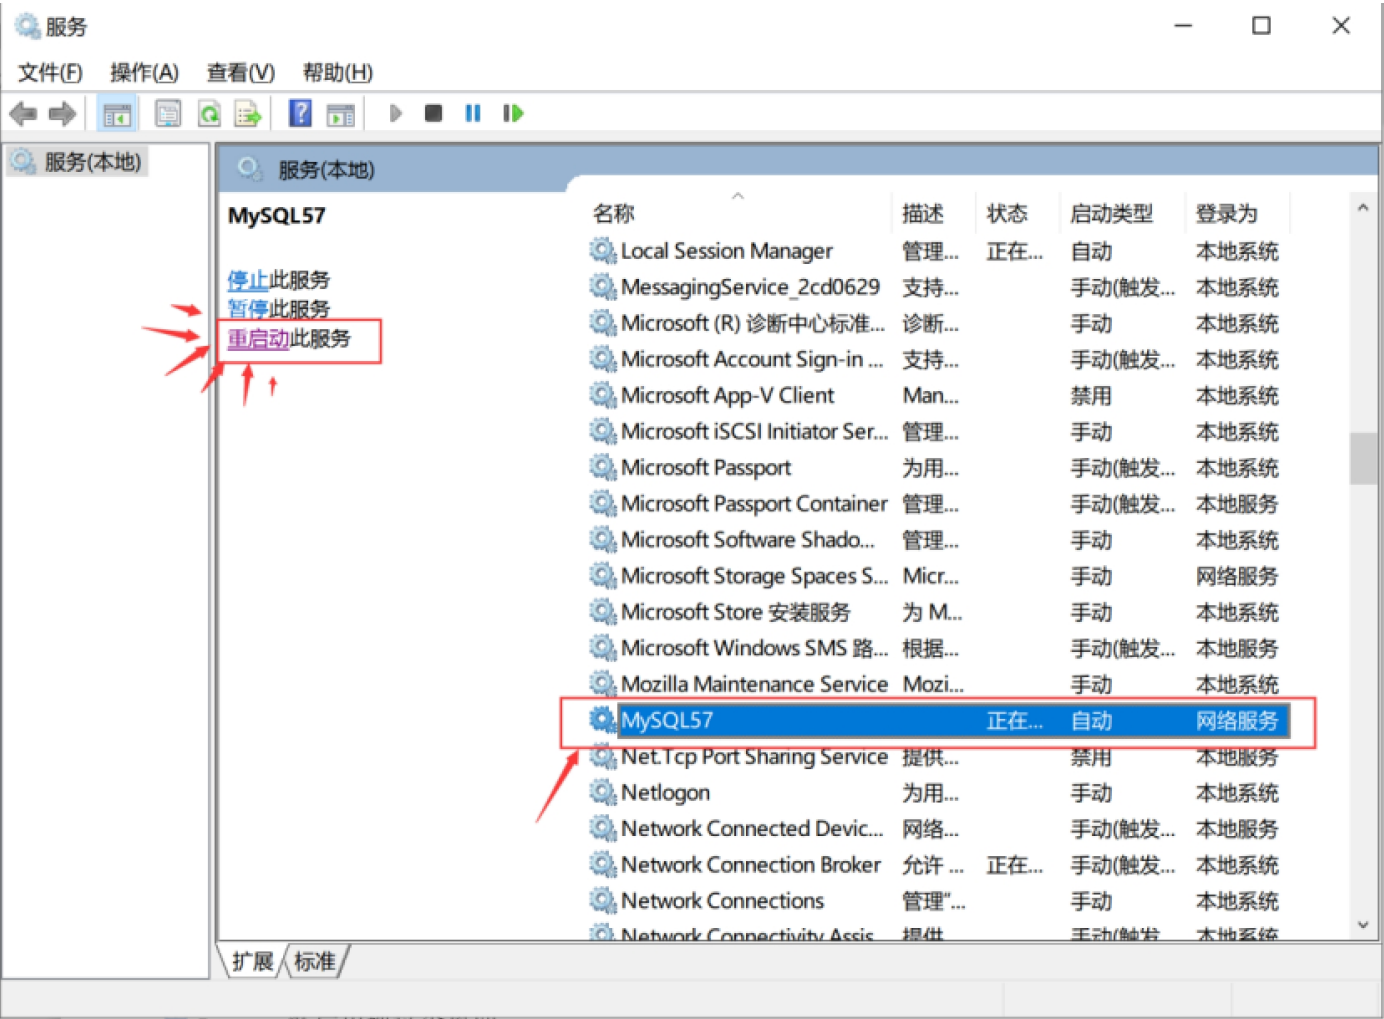 服务
文件(F) 操作(A) 查看(V) 帮助(H)
服务(本地)
服务(本地)
MySQL57
停止此服务
暂停此服务
重启动此服务
名称 描述 状态 启动类型 登录为
Local Session Manager 管理... 正在... 自动 本地系统
MessagingService_2cd0629 支持... 手动(触发... 本地系统
Microsoft (R) 诊断中心标准... 诊断... 手动 本地系统
Microsoft Account Sign-in ... 支持... 手动(触发... 本地系统
Microsoft App-V Client Man... 禁用 本地系统
Microsoft iSCSI Initiator Ser... 管理... 手动 本地系统
Microsoft Passport 为用... 手动(触发... 本地系统
Microsoft Passport Container 管理... 手动(触发... 本地服务
Microsoft Software Shado... 管理... 手动 本地系统
Microsoft Storage Spaces S... Micr... 手动 网络服务
Microsoft Store 安装服务 为 M... 手动 本地系统
Microsoft Windows SMS 路... 根据... 手动(触发... 本地服务
Mozilla Maintenance Service Mozi... 手动 本地系统
MySQL57 正在... 自动 网络服务
Net.Tcp Port Sharing Service 提供... 禁用 本地服务
Netlogon 为用... 手动 本地系统
Network Connected Devic... 网络... 手动(触发... 本地服务
Network Connection Broker 允许 ... 正在... 手动(触发... 本地系统
Network Connections 管理"... 手动 本地系统
Network Connectivity Assis 提供 手动(触发 本地系统
扩展 标准